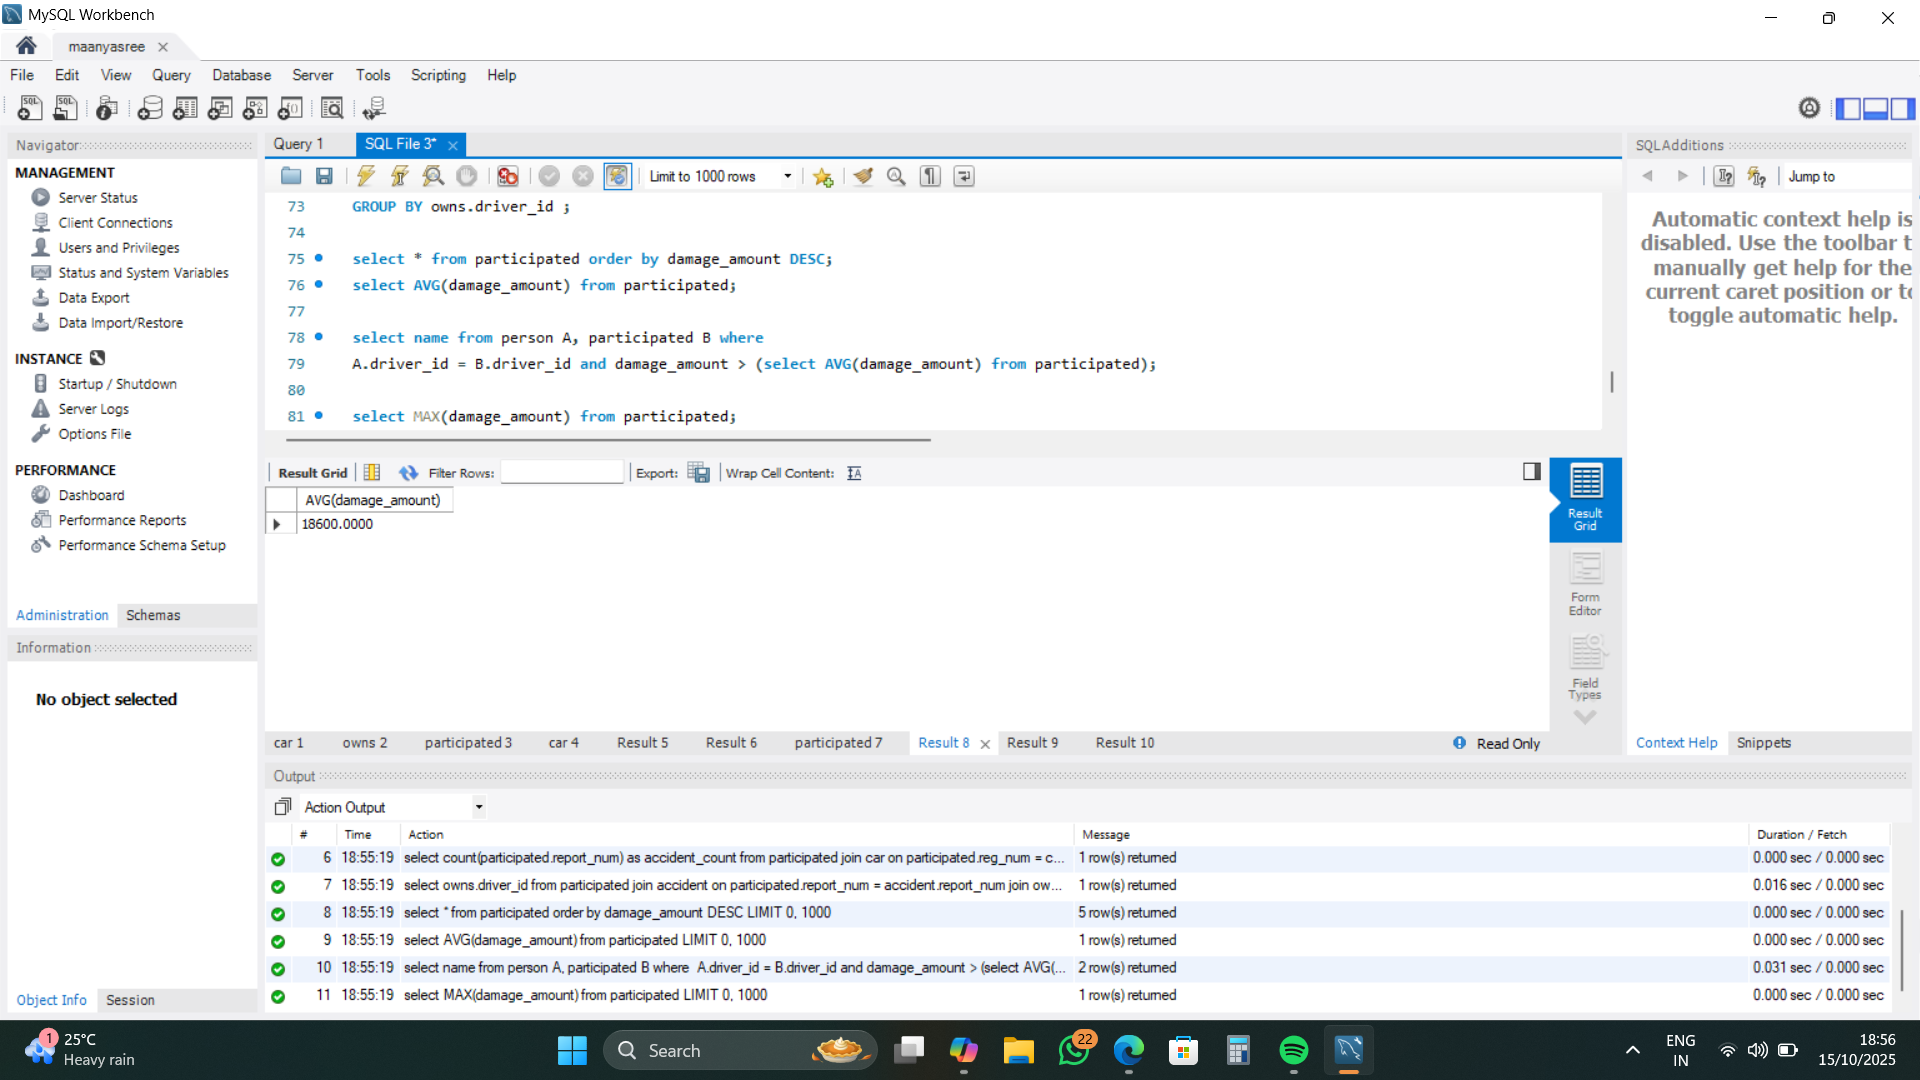 MySQL Workbench
maanyasree
File Edit View Query Database Server Tools Scripting Help
Navigator
MANAGEMENT
Server Status
Client Connections
Users and Privileges
Status and System Variables
Data Export
Data Import/Restore
INSTANCE
Startup / Shutdown
Server Logs
Options File
PERFORMANCE
Dashboard
Performance Reports
Performance Schema Setup
Administration Schemas
Information
No object selected
Object Info Session
Query 1 SQL File 3*
Limit to 1000 rows
73 GROUP BY owns.driver_id ;
74
75 select * from participated order by damage_amount DESC;
76 select AVG(damage_amount) from participated;
77
78 select name from person A, participated B where
79 A.driver_id = B.driver_id and damage_amount > (select AVG(damage_amount) from participated);
80
81 select MAX(damage_amount) from participated;
Result Grid Filter Rows: Export: Wrap Cell Content:
AVG(damage_amount)
18600.0000
Result
Grid
Form
Editor
Field
Types
car 1 owns 2 participated 3 car 4 Result 5 Result 6 participated 7 Result 8 Result 9 Result 10 Read Only
SQLAdditions
Jump to
Automatic context help is
disabled. Use the toolbar t
manually get help for the
current caret position or to
toggle automatic help.
Context Help Snippets
Output
Action Output
# Time Action Message Duration / Fetch
6 18:55:19 select count(participated.report_num) as accident_count from participated join car on participated.reg_num = c... 1 row(s) returned 0.000 sec / 0.000 sec
7 18:55:19 select owns.driver_id from participated join accident on participated.report_num = accident.report_num join ow... 1 row(s) returned 0.016 sec / 0.000 sec
8 18:55:19 select * from participated order by damage_amount DESC LIMIT 0, 1000 5 row(s) returned 0.000 sec / 0.000 sec
9 18:55:19 select AVG(damage_amount) from participated LIMIT 0, 1000 1 row(s) returned 0.000 sec / 0.000 sec
10 18:55:19 select name from person A, participated B where A.driver_id = B.driver_id and damage_amount > (select AVG(... 2 row(s) returned 0.031 sec / 0.000 sec
11 18:55:19 select MAX(damage_amount) from participated LIMIT 0, 1000 1 row(s) returned 0.000 sec / 0.000 sec
1
25°C
Heavy rain
Search
22
ENG
IN
18:56
15/10/2025